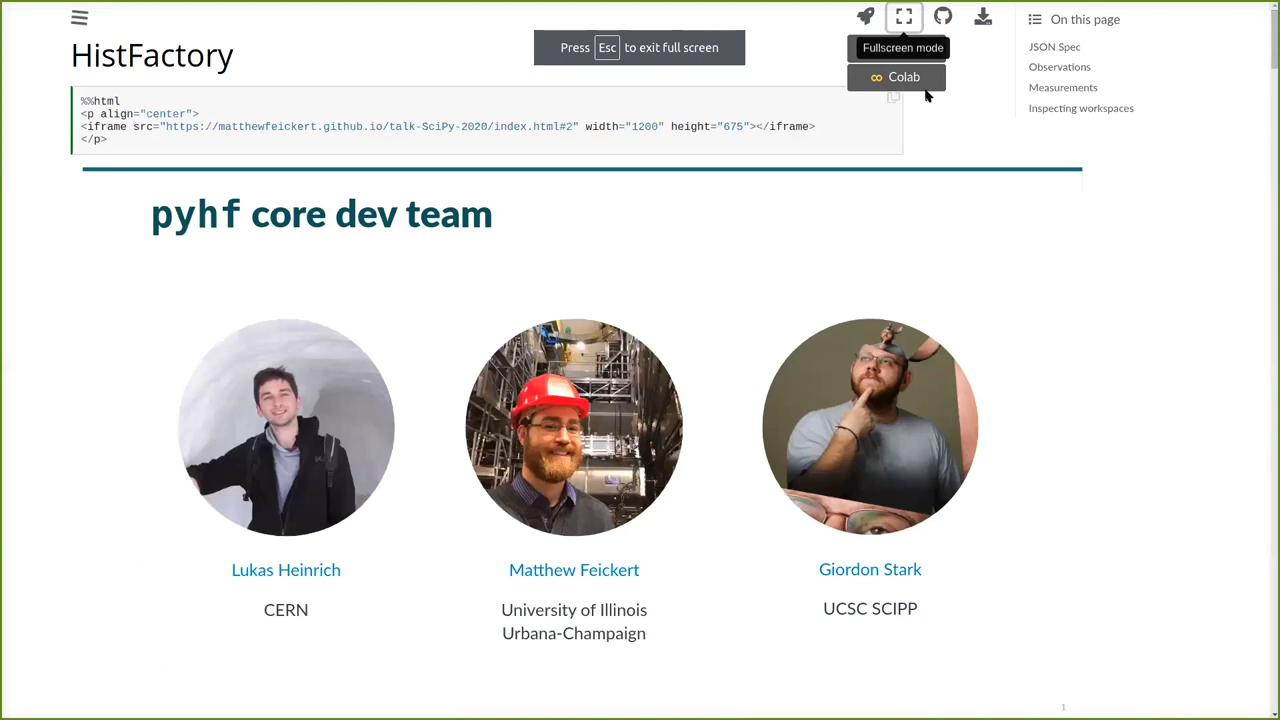 HistFactory
Press Esc to exit full screen
Fullscreen mode
Colab
On this page
JSON Spec
Observations
Measurements
Inspecting workspaces
%%html
<p align="center">
<iframe src="https://matthewfeickert.github.io/talk-SciPy-2020/index.html#2" width="1200" height="675"></iframe>
</p>
pyhf core dev team
Lukas Heinrich
CERN
Matthew Feickert
University of Illinois
Urbana-Champaign
Giordon Stark
UCSC SCIPP
1